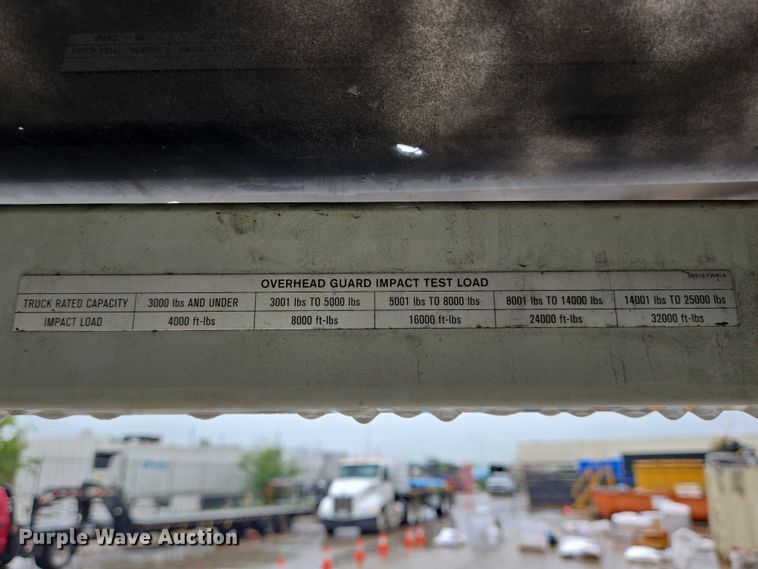 OVERHEAD GUARD IMPACT TEST LOAD
TRUCK RATED CAPACITY 3000 lbs AND UNDER 3001 lbs TO 5000 lbs 5001 lbs TO 8000 lbs 8001 lbs TO 14000 lbs 14001 lbs TO 25000 lbs
IMPACT LOAD 4000 ft-lbs 8000 ft-lbs 16000 ft-lbs 24000 ft-lbs 32000 ft-lbs
Purple Wave Auction